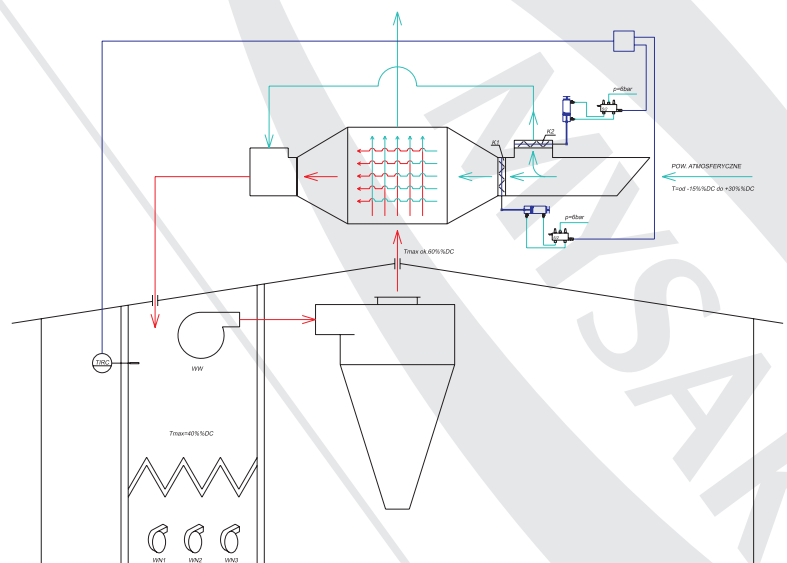 p=6bar
K2
K1
POW. ATMOSFERYCZNE
T=od -15%%DC do +30%%DC
p=6bar
Tmax ok.60%%DC
TIRC
WW
Tmax=40%%DC
WN1 WN2 WN3
MYSAK